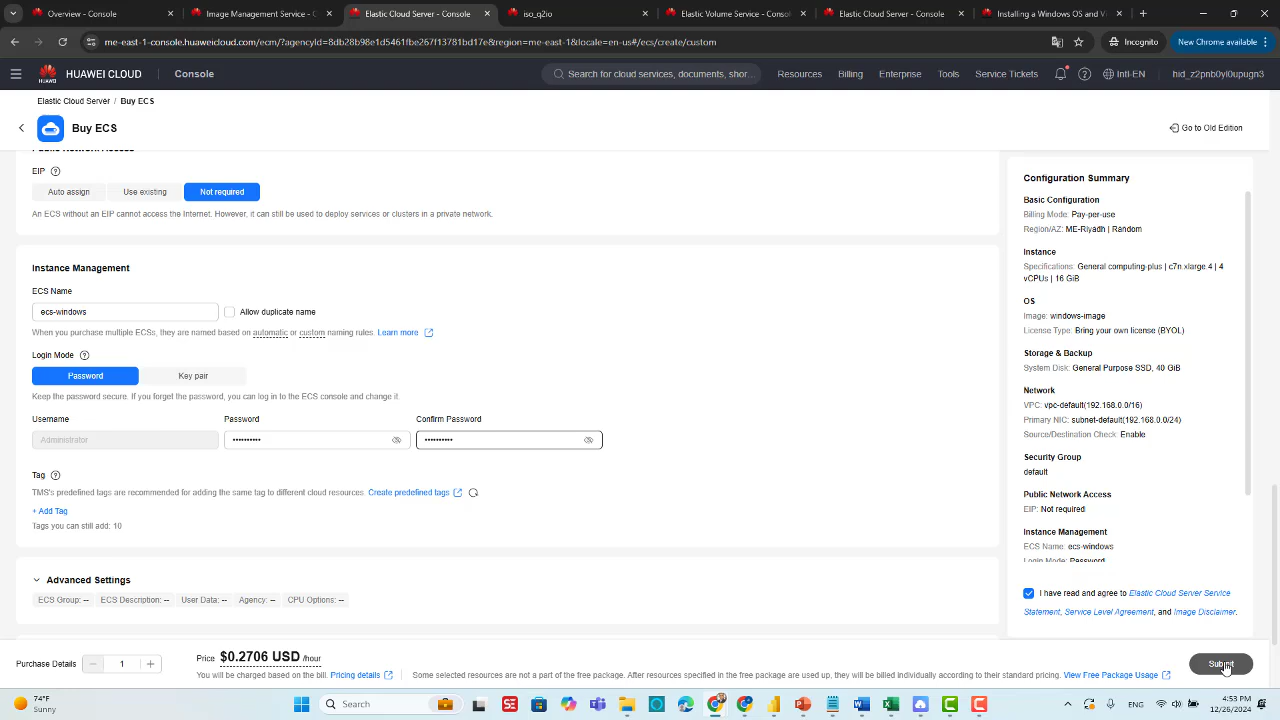 Overview - Console
Image Management Service - C
Elastic Cloud Server - Console
iso_q2io
Elastic Volume Service - Consol
Elastic Cloud Server - Console
Installing a Windows OS and V
me-east-1-console.huaweicloud.com/ecm/?agencyId=8db28b98e1d5461fbe267f13781bd17e&region=me-east-1&locale=en-us#/ecs/create/custom
Incognito
New Chrome available
HUAWEI
HUAWEI CLOUD
Console
Search for cloud services, documents, shor
Resources
Billing
Enterprise
Tools
Service Tickets
Intl-EN
hid_z2pnb0yl0upugn3
Elastic Cloud Server / Buy ECS
Buy ECS
Go to Old Edition
Public Network Access
EIP
Auto assign
Use existing
Not required
An ECS without an EIP cannot access the Internet. However, it can still be used to deploy services or clusters in a private network.
Instance Management
ECS Name
ecs-windows
Allow duplicate name
When you purchase multiple ECSs, they are named based on automatic or custom naming rules. Learn more
Login Mode
Password
Key pair
Keep the password secure. If you forget the password, you can log in to the ECS console and change it.
Username
Password
Confirm Password
Administrator
Tag
TMS's predefined tags are recommended for adding the same tag to different cloud resources. Create predefined tags
+ Add Tag
Tags you can still add: 10
Advanced Settings
ECS Group: -- ECS Description: -- User Data: -- Agency: -- CPU Options: --
Configuration Summary
Basic Configuration
Billing Mode: Pay-per-use
Region/AZ: ME-Riyadh | Random
Instance
Specifications: General computing-plus | c7n.xlarge.4 | 4
vCPUs | 16 GiB
OS
Image: windows-image
License Type: Bring your own license (BYOL)
Storage & Backup
System Disk: General Purpose SSD, 40 GiB
Network
VPC: vpc-default(192.168.0.0/16)
Primary NIC: subnet-default(192.168.0.0/24)
Source/Destination Check: Enable
Security Group
default
Public Network Access
EIP: Not required
Instance Management
ECS Name: ecs-windows
Login Mode: Password
I have read and agree to Elastic Cloud Server Service
Statement, Service Level Agreement, and Image Disclaimer.
Purchase Details
1
Price $0.2706 USD /hour
You will be charged based on the bill. Pricing details
Some selected resources are not a part of the free package. After resources specified in the free package are used up, they will be billed individually according to their standard pricing. View Free Package Usage
Submit
74°F
Sunny
Search
4:53 PM
12/26/2024